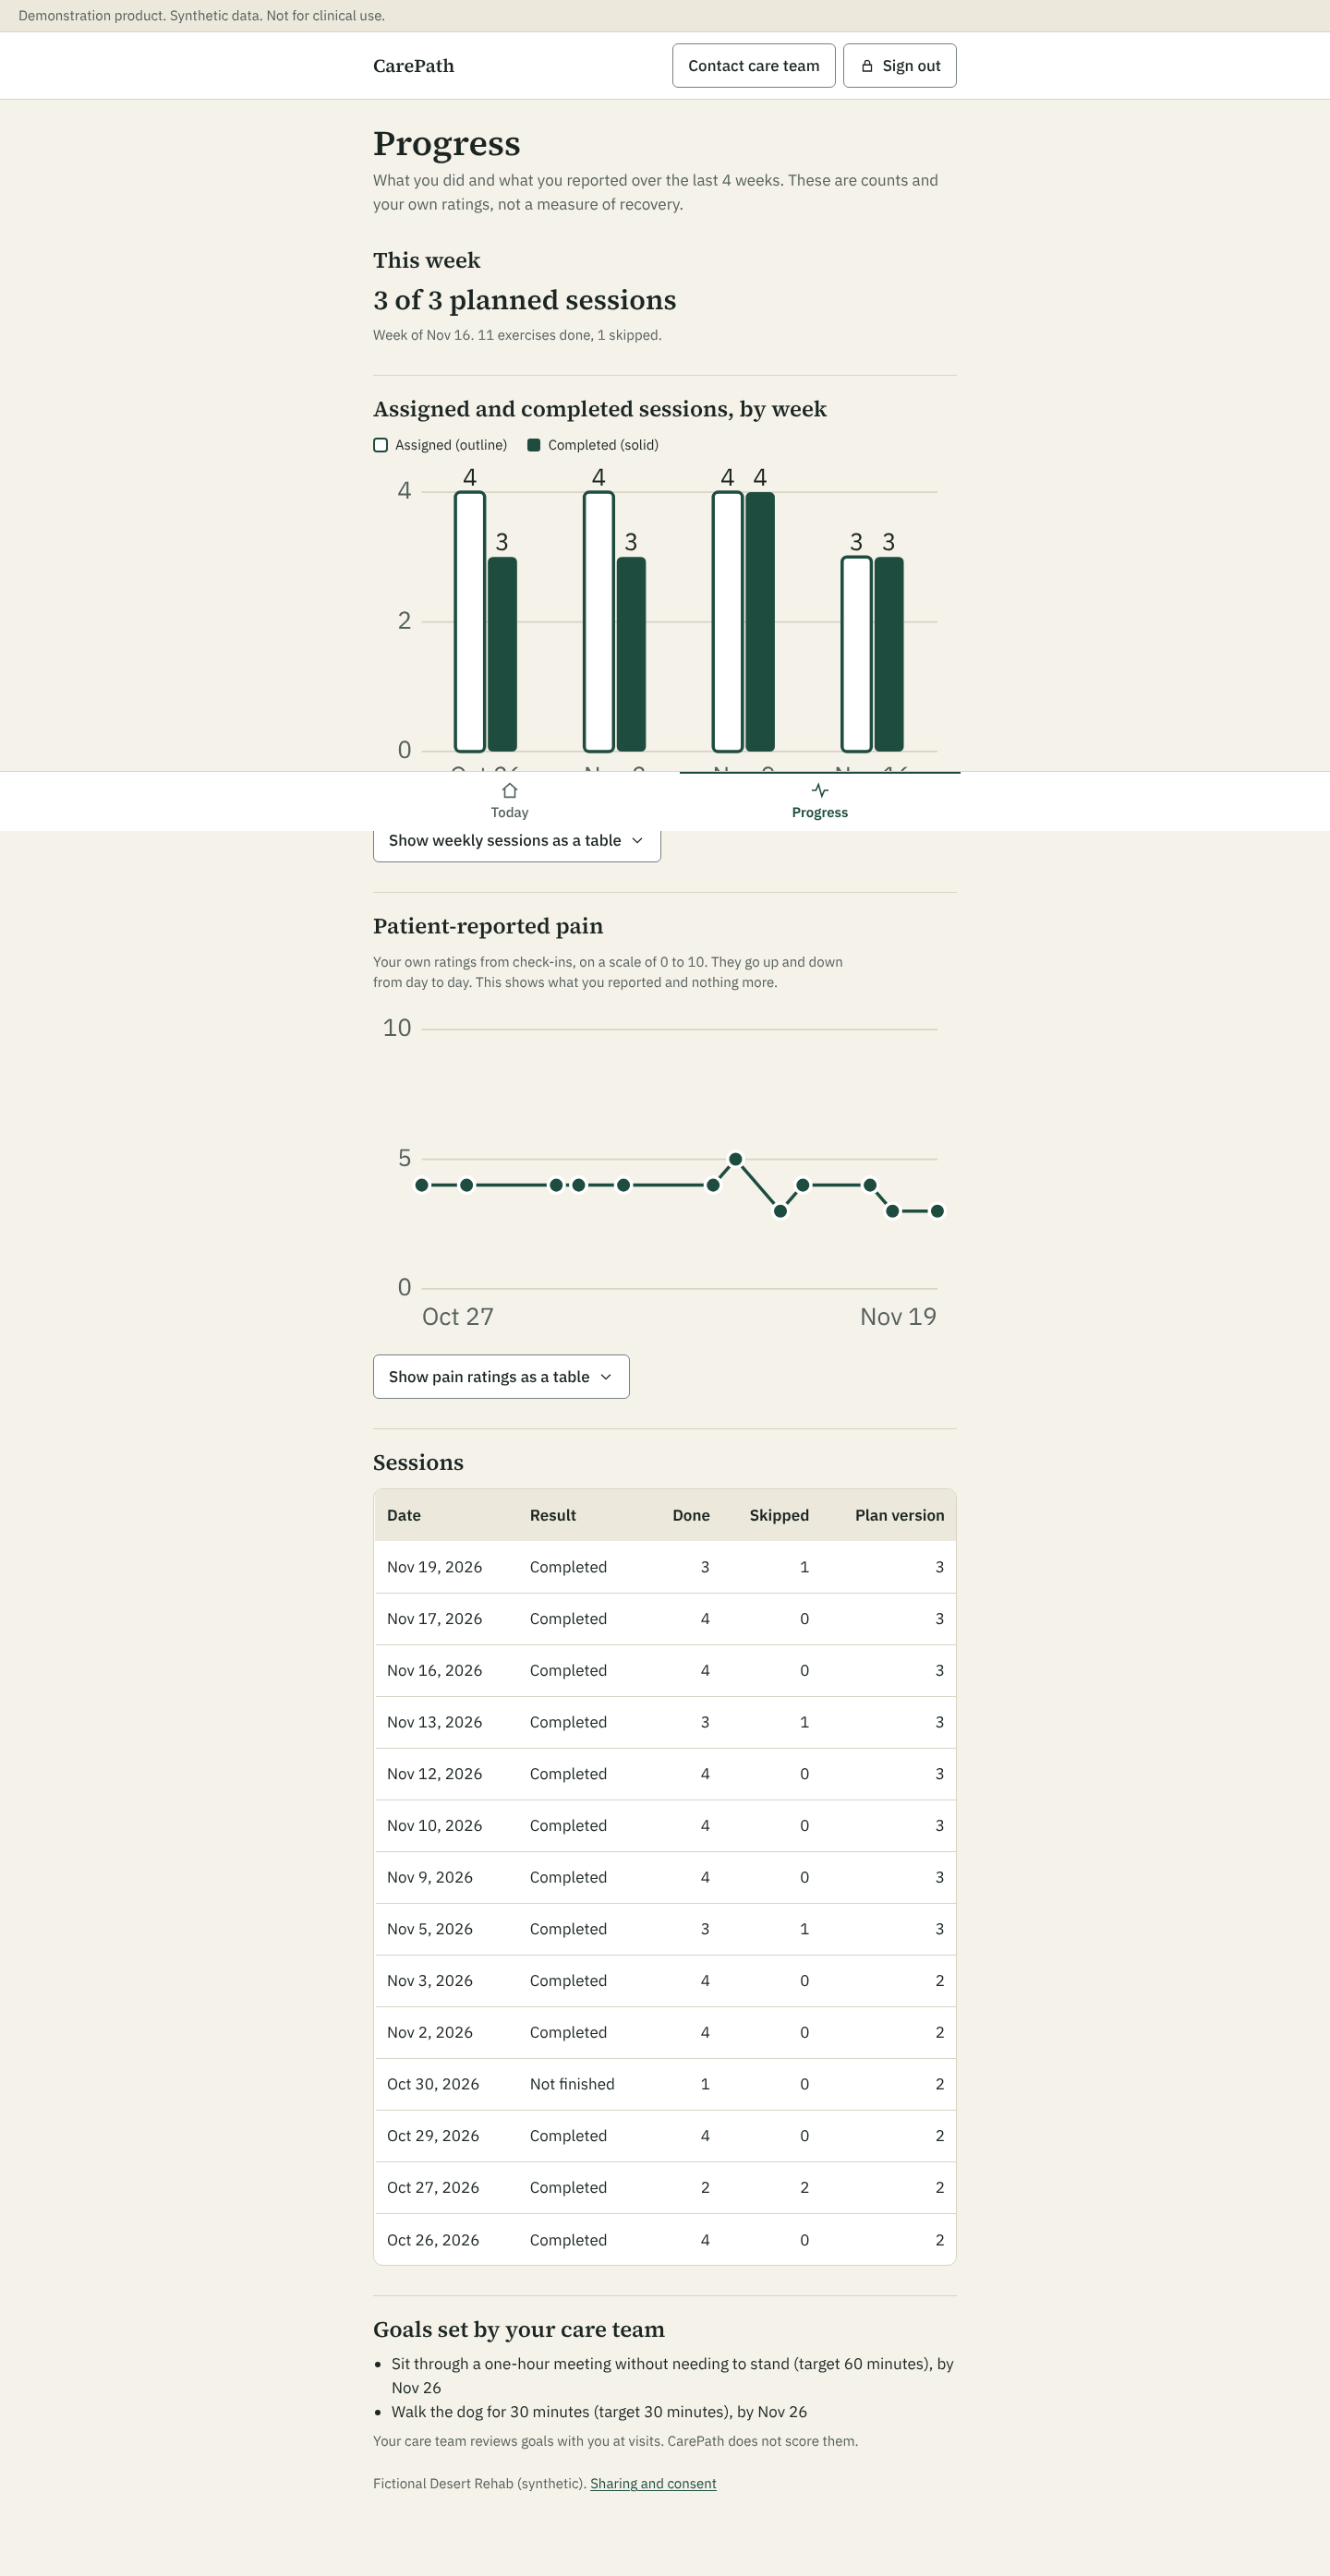 Demonstration product. Synthetic data. Not for clinical use.
CarePath
Contact care team
Sign out
Progress
What you did and what you reported over the last 4 weeks. These are counts and
your own ratings, not a measure of recovery.
This week
3 of 3 planned sessions
Week of Nov 16. 11 exercises done, 1 skipped.
Assigned and completed sessions, by week
Assigned (outline) Completed (solid)
4 4 4 4
4
3 3 3 3
2
0
Today
Progress
Show weekly sessions as a table
Patient-reported pain
Your own ratings from check-ins, on a scale of 0 to 10. They go up and down
from day to day. This shows what you reported and nothing more.
10
5
0
Oct 27 Nov 19
Show pain ratings as a table
Sessions
Date Result Done Skipped Plan version
Nov 19, 2026 Completed 3 1 3
Nov 17, 2026 Completed 4 0 3
Nov 16, 2026 Completed 4 0 3
Nov 13, 2026 Completed 3 1 3
Nov 12, 2026 Completed 4 0 3
Nov 10, 2026 Completed 4 0 3
Nov 9, 2026 Completed 4 0 3
Nov 5, 2026 Completed 3 1 3
Nov 3, 2026 Completed 4 0 2
Nov 2, 2026 Completed 4 0 2
Oct 30, 2026 Not finished 1 0 2
Oct 29, 2026 Completed 4 0 2
Oct 27, 2026 Completed 2 2 2
Oct 26, 2026 Completed 4 0 2
Goals set by your care team
• Sit through a one-hour meeting without needing to stand (target 60 minutes), by
Nov 26
• Walk the dog for 30 minutes (target 30 minutes), by Nov 26
Your care team reviews goals with you at visits. CarePath does not score them.
Fictional Desert Rehab (synthetic). Sharing and consent